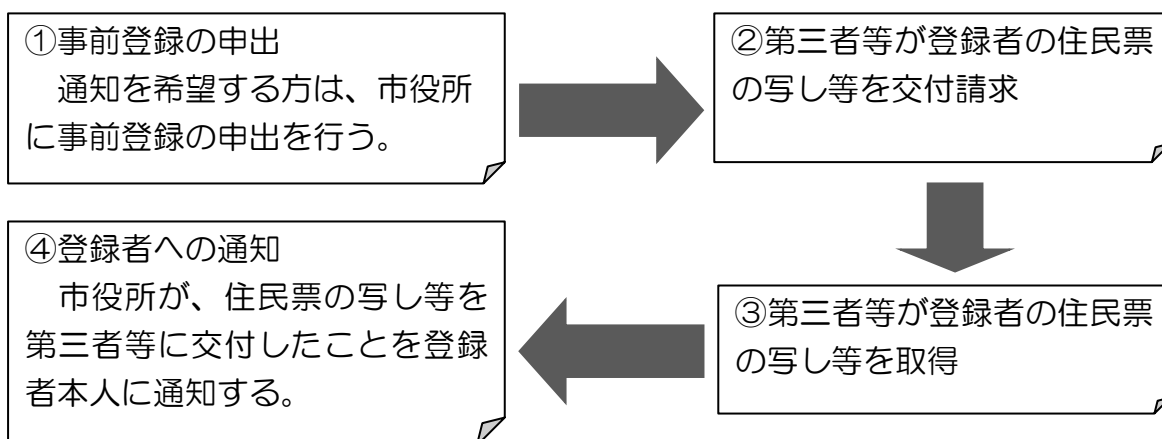 ①事前登録の申出
　通知を希望する方は、市役所
に事前登録の申出を行う。
②第三者等が登録者の住民票
の写し等を交付請求
③第三者等が登録者の住民票
の写し等を取得
④登録者への通知
　市役所が、住民票の写し等を
第三者等に交付したことを登録
者本人に通知する。